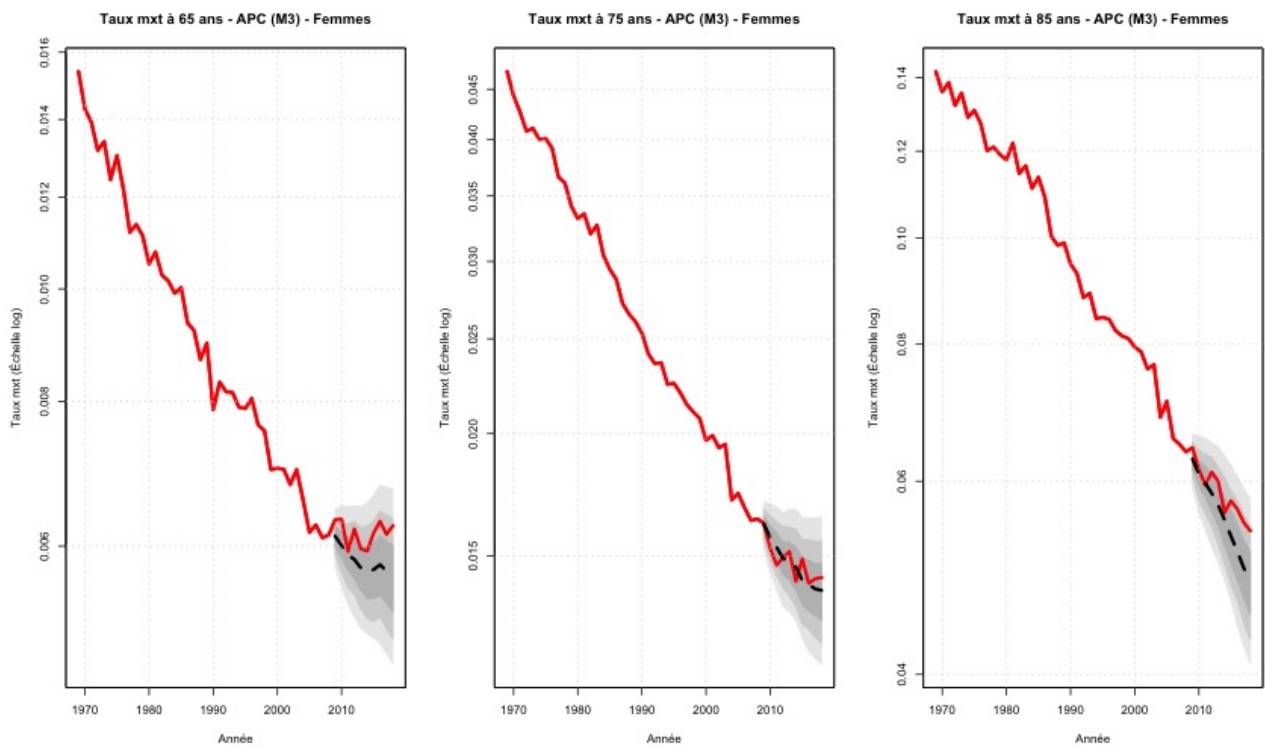 Taux mxt à 65 ans - APC (M3) - Femmes
Taux mxt (Échelle log)
0.016
0.014
0.012
0.010
0.008
0.006
1970 1980 1990 2000 2010
Année
Taux mxt à 75 ans - APC (M3) - Femmes
Taux mxt (Échelle log)
0.045
0.040
0.035
0.030
0.025
0.020
0.015
1970 1980 1990 2000 2010
Année
Taux mxt à 85 ans - APC (M3) - Femmes
Taux mxt (Échelle log)
0.14
0.12
0.10
0.08
0.06
0.04
1970 1980 1990 2000 2010
Année